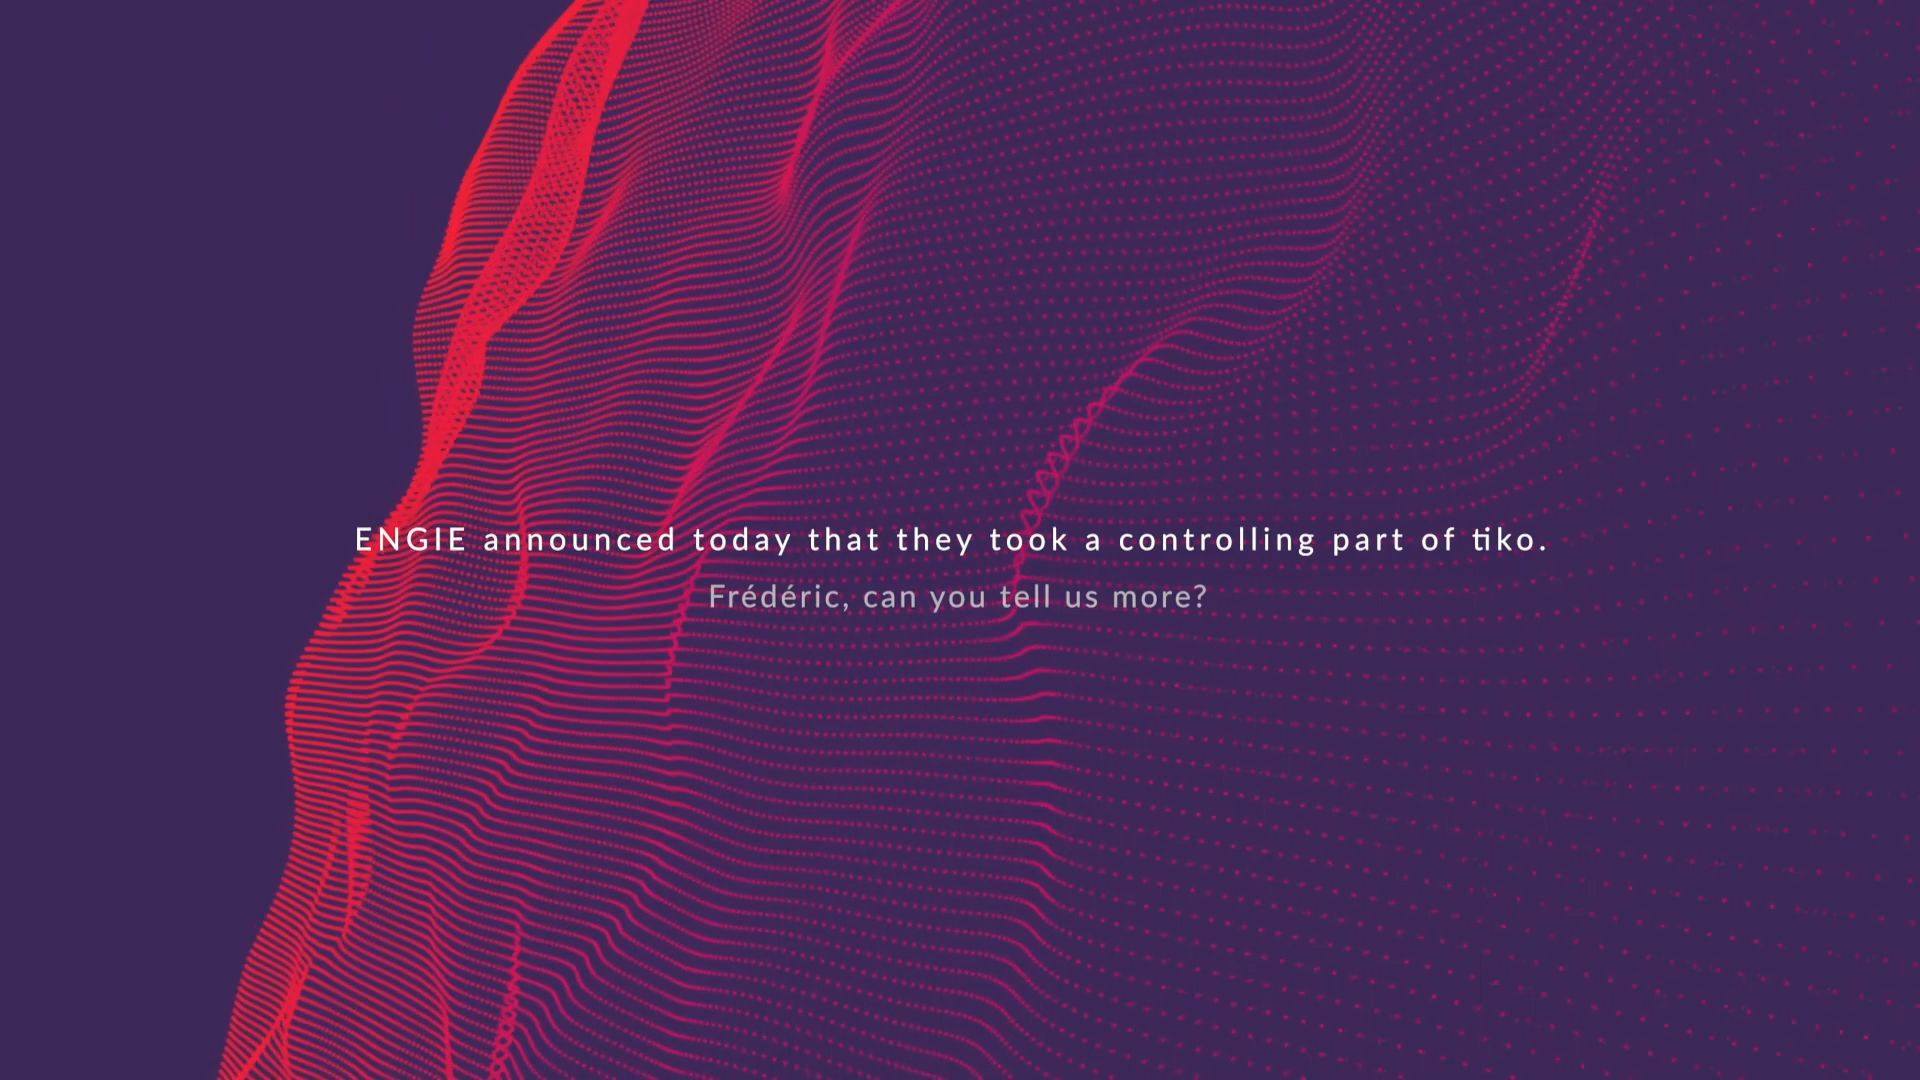 ENGIE announced today that they took a controlling part of tiko.
Frédéric, can you tell us more?